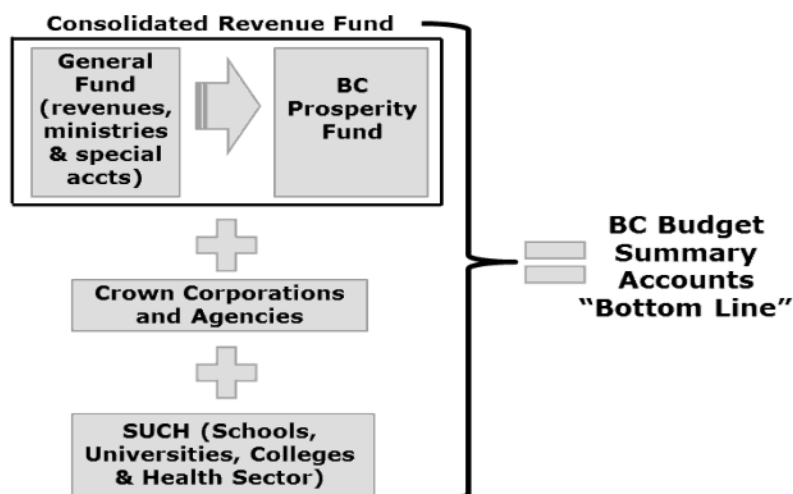 Consolidated Revenue Fund
General
Fund
(revenues,
ministries
& special
accts)
BC
Prosperity
Fund
Crown Corporations
and Agencies
SUCH (Schools,
Universities, Colleges
& Health Sector)
BC Budget
Summary
Accounts
“Bottom Line”